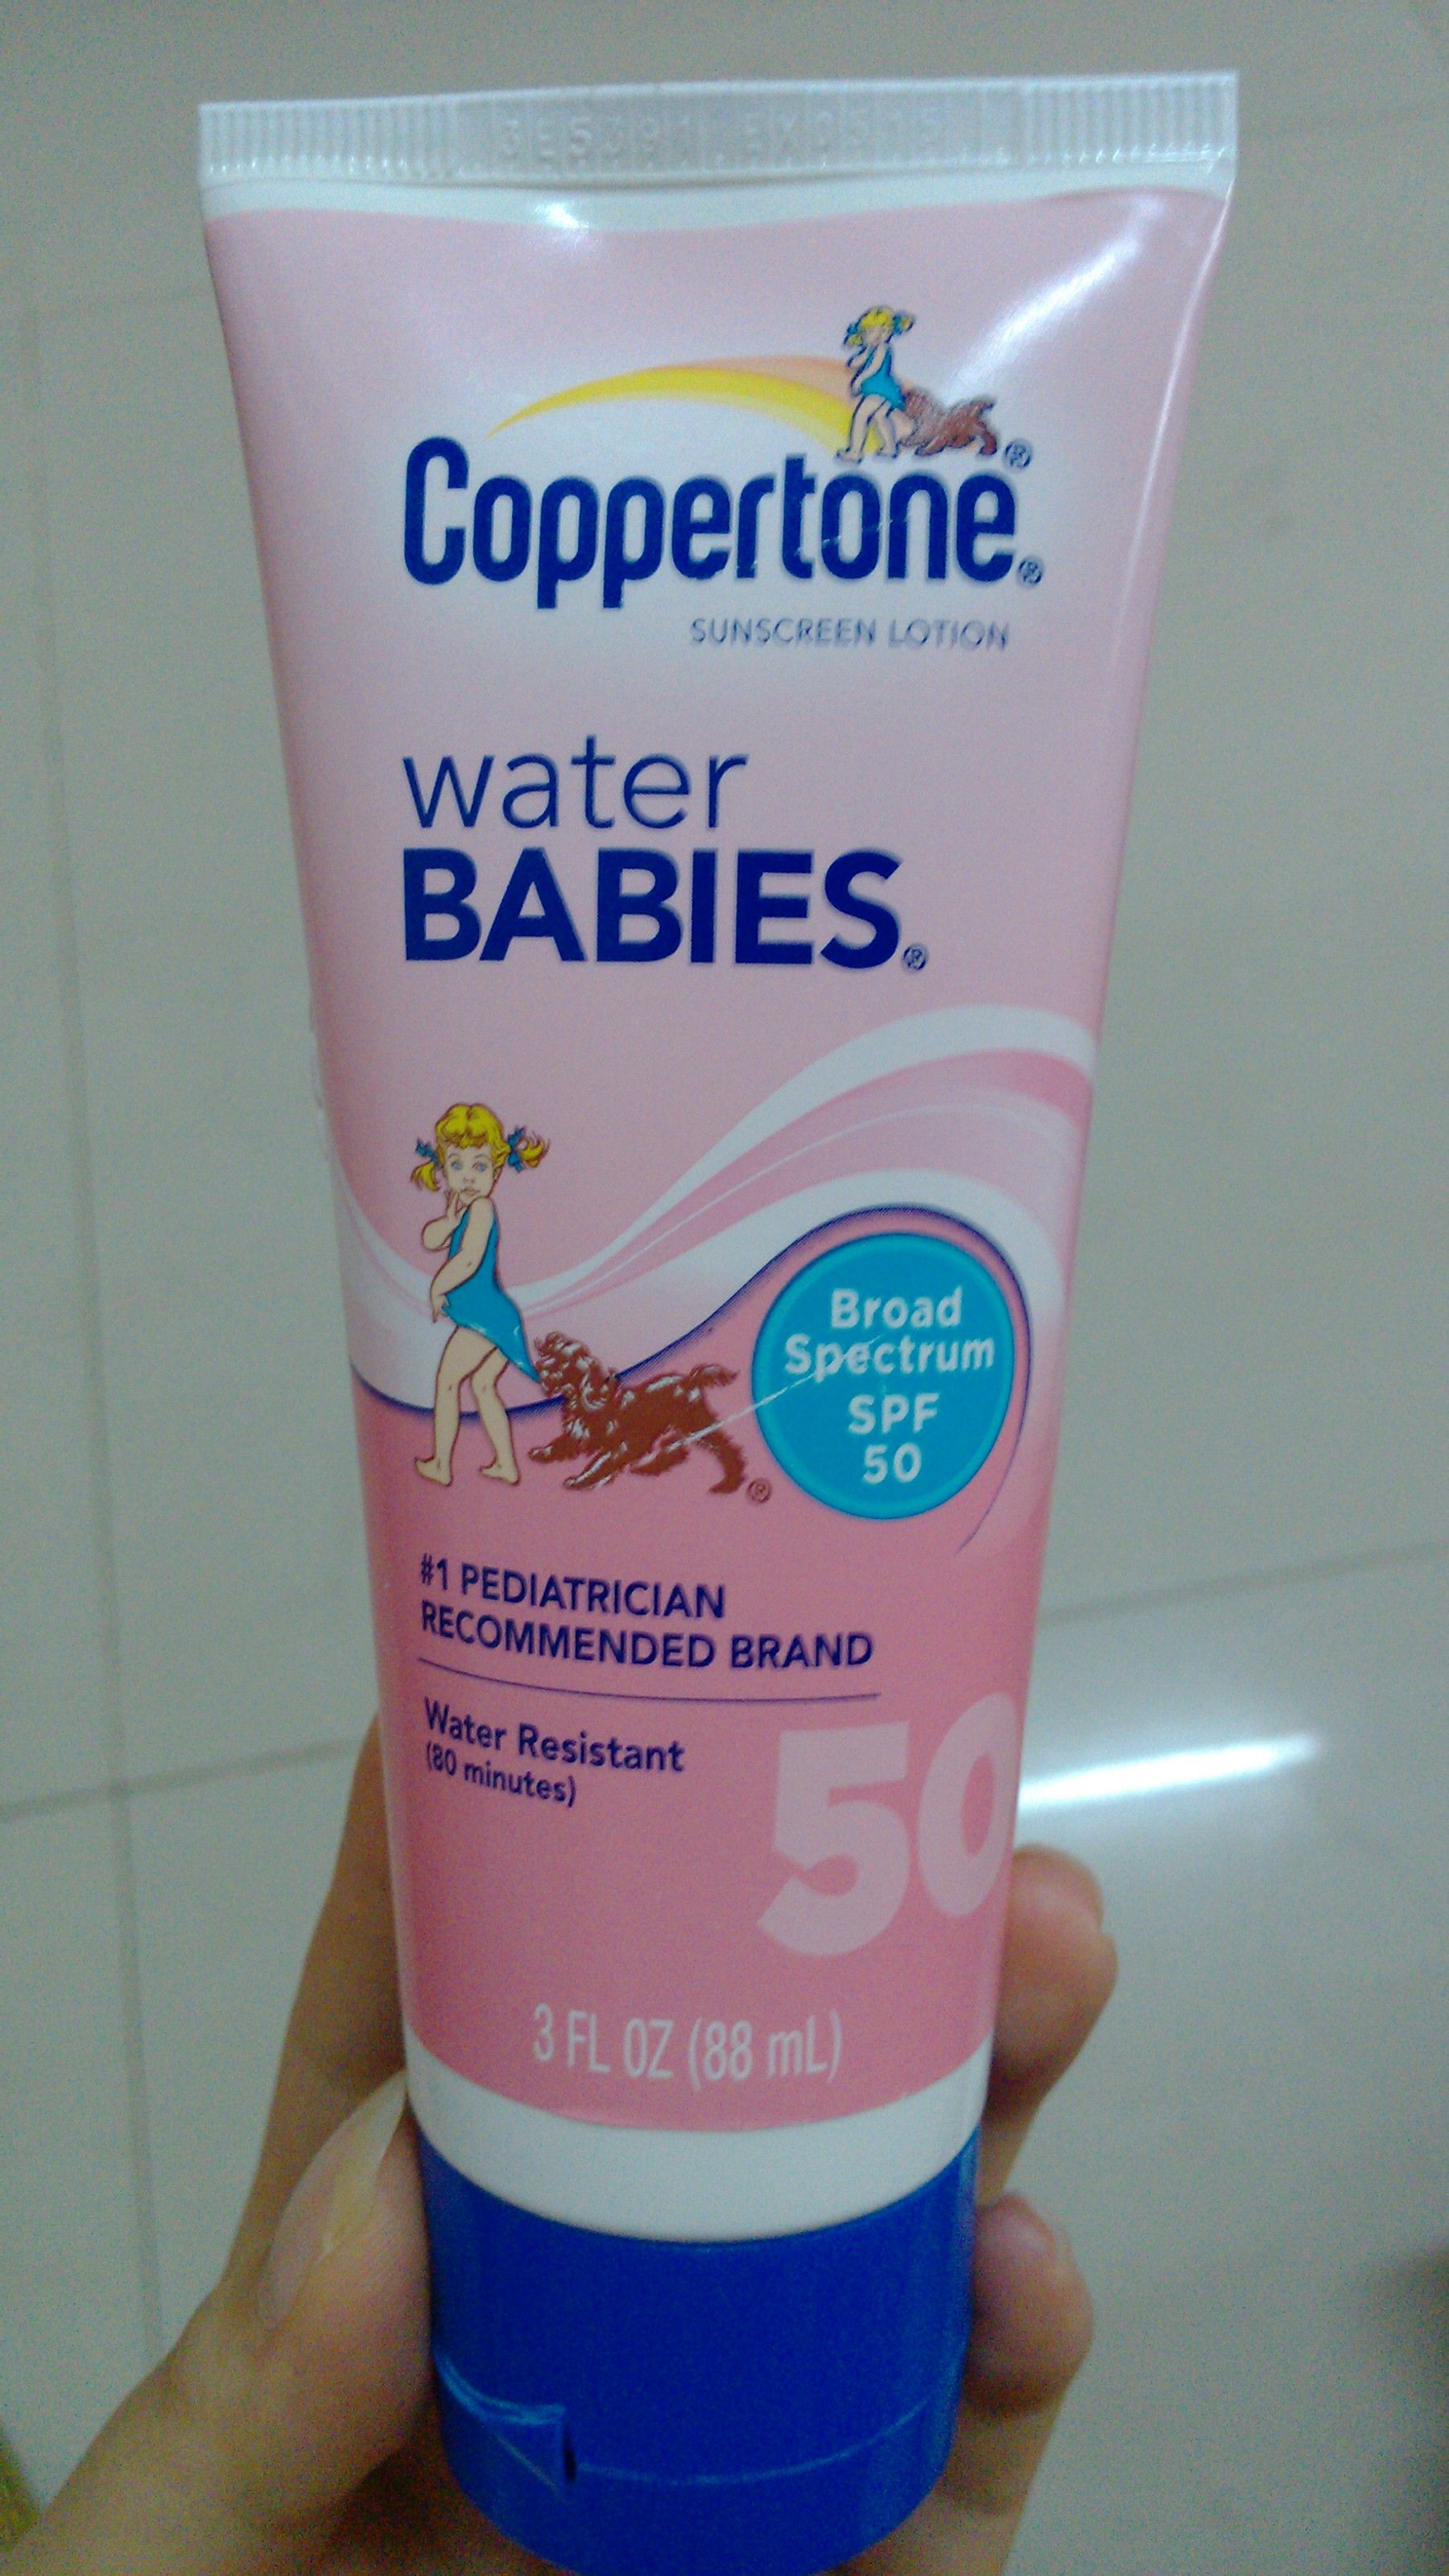 Coppertone®
SUNSCREEN LOTION
water
BABIES®
Broad
Spectrum
SPF
50
#1 PEDIATRICIAN
RECOMMENDED BRAND
Water Resistant
(80 minutes)
50
3 FL OZ (88 mL)